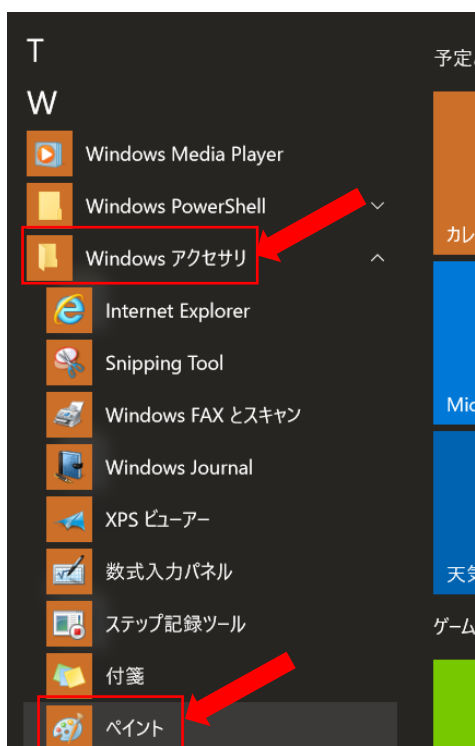 T
予定
W
Windows Media Player
Windows PowerShell
カレ
Windows アクセサリ
Internet Explorer
Snipping Tool
Mic
Windows FAX とスキャン
Windows Journal
XPS ビューアー
数式入力パネル
天気
ステップ記録ツール
ゲーム
付箋
ペイント